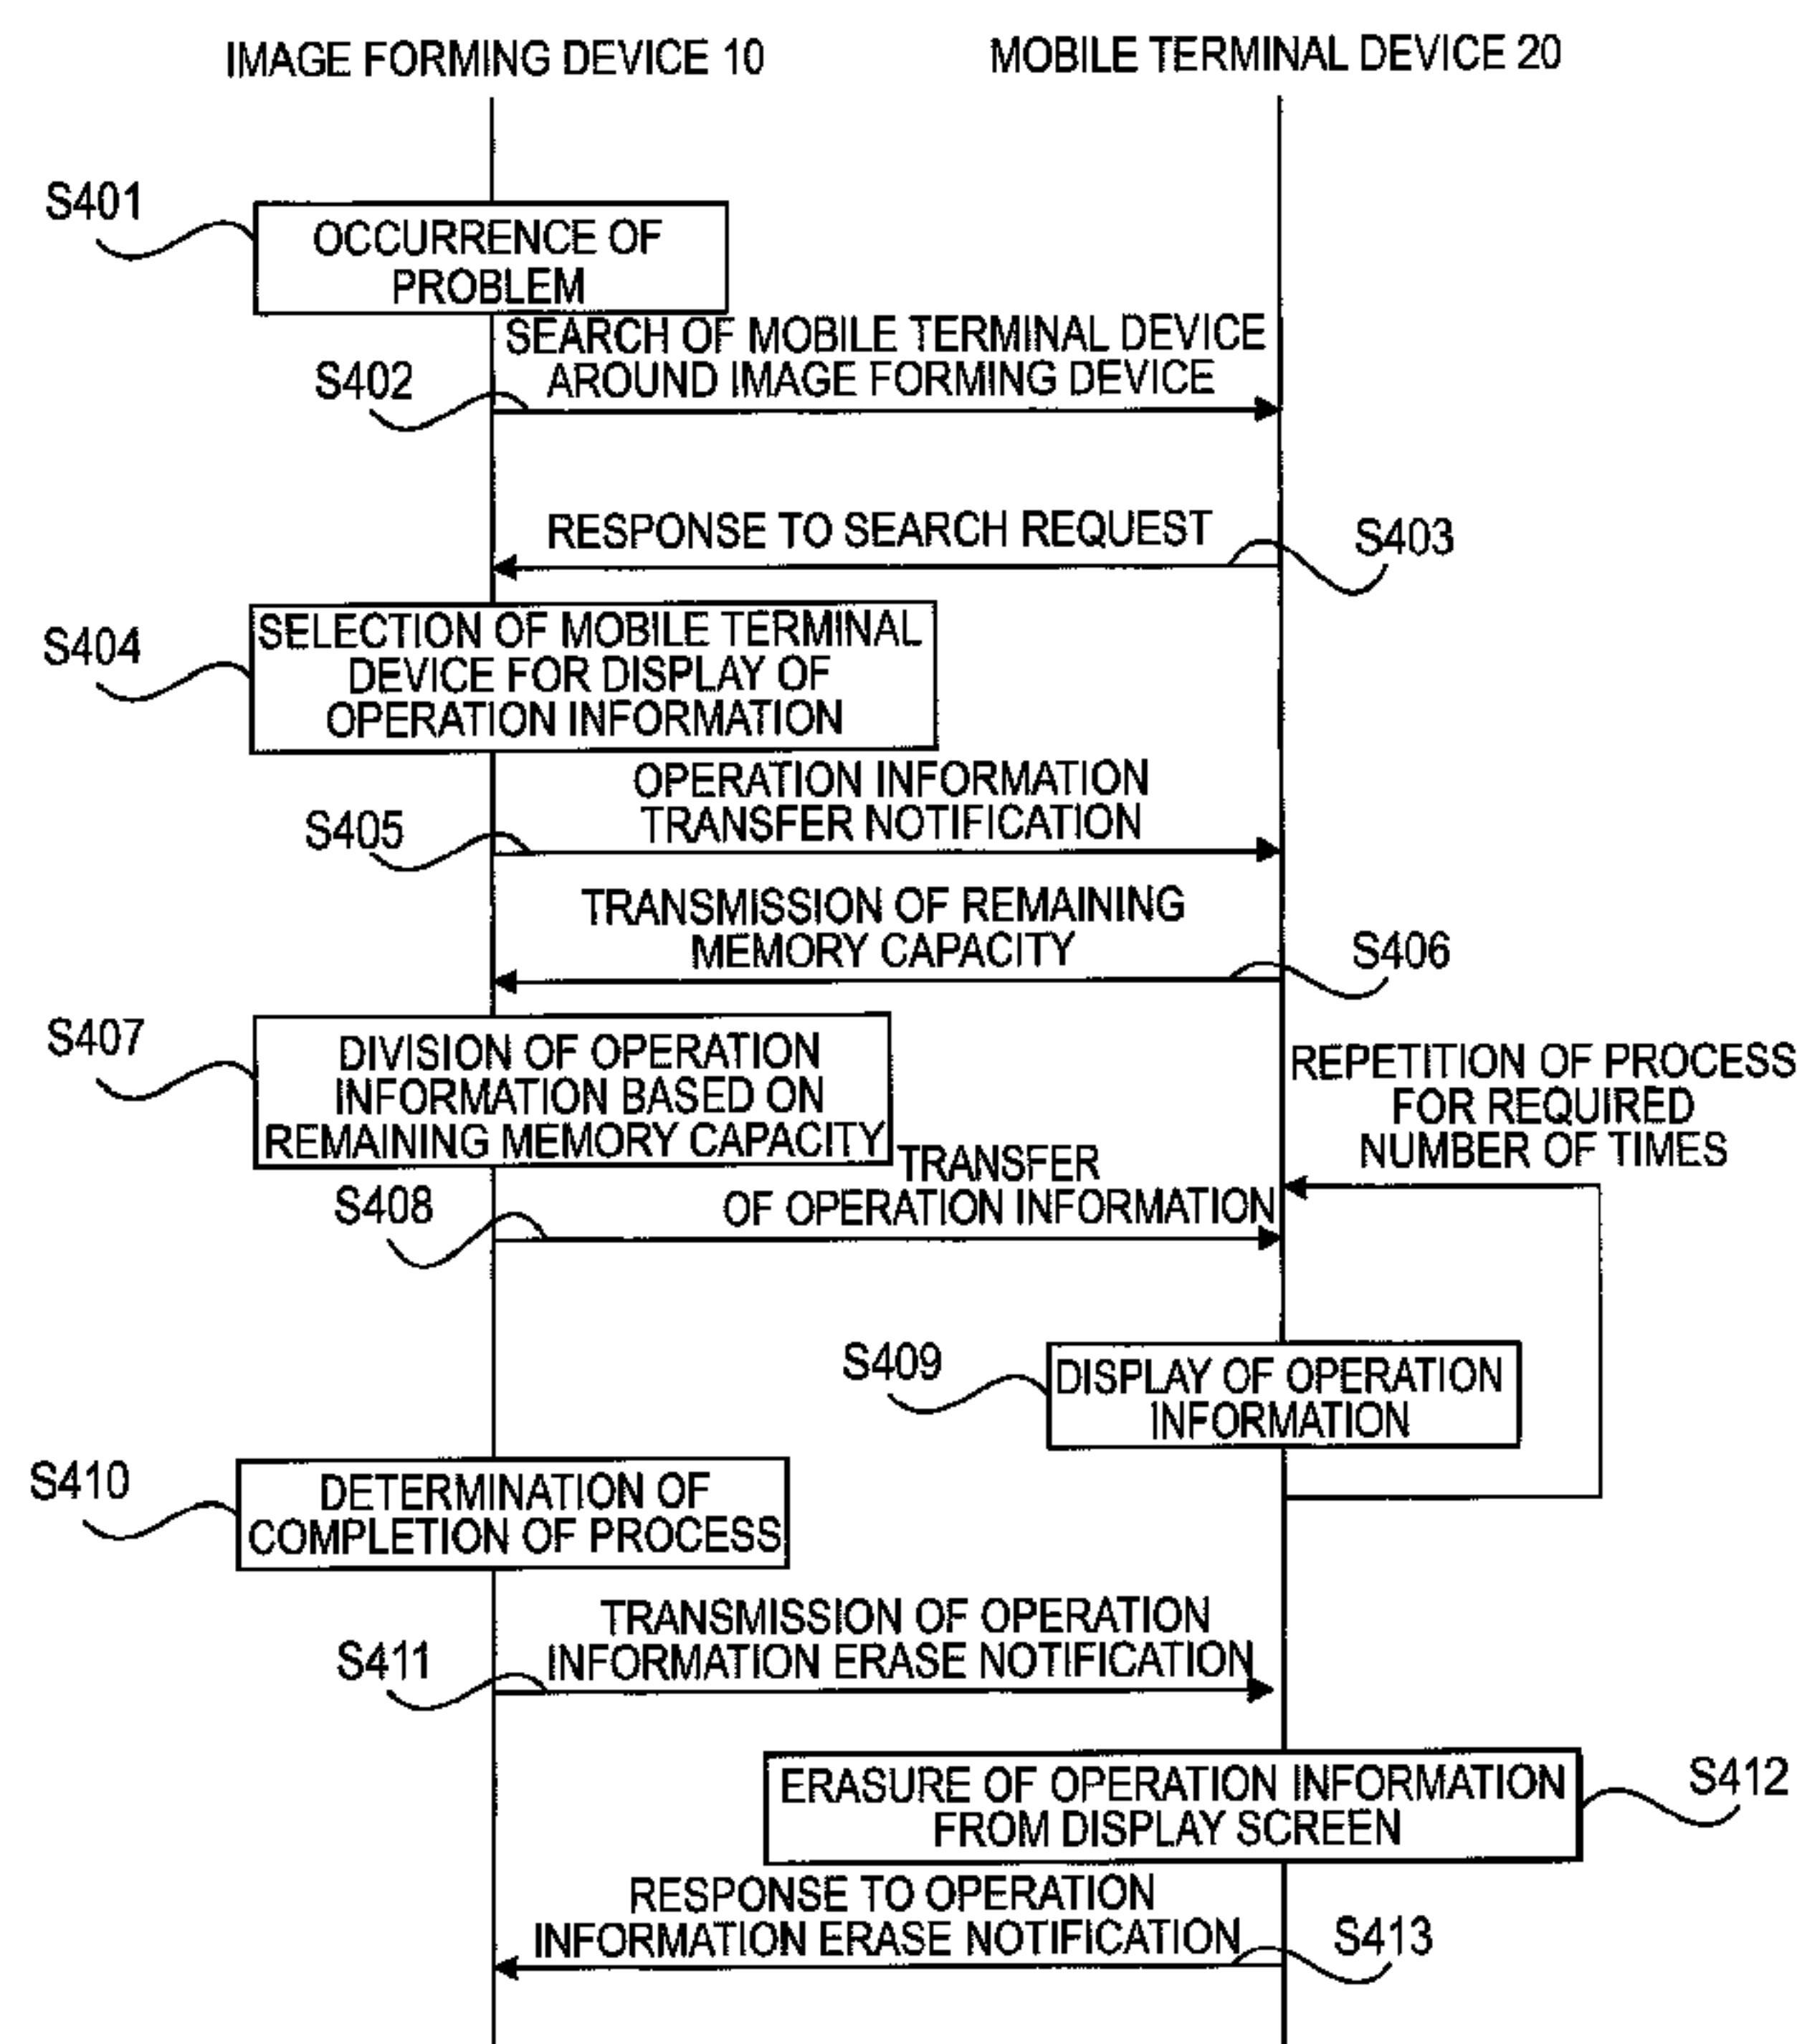 IMAGE FORMING DEVICE 10
MOBILE TERMINAL DEVICE 20
S401
OCCURRENCE OF
PROBLEM
SEARCH OF MOBILE TERMINAL DEVICE
AROUND IMAGE FORMING DEVICE
S402
RESPONSE TO SEARCH REQUEST
S403
S404
SELECTION OF MOBILE TERMINAL
DEVICE FOR DISPLAY OF
OPERATION INFORMATION
OPERATION INFORMATION
TRANSFER NOTIFICATION
S405
TRANSMISSION OF REMAINING
MEMORY CAPACITY
S406
S407
DIVISION OF OPERATION
INFORMATION BASED ON
REMAINING MEMORY CAPACITY
REPETITION OF PROCESS
FOR REQUIRED
NUMBER OF TIMES
TRANSFER
OF OPERATION INFORMATION
S408
S409
DISPLAY OF OPERATION
INFORMATION
S410
DETERMINATION OF
COMPLETION OF PROCESS
TRANSMISSION OF OPERATION
INFORMATION ERASE NOTIFICATION
S411
ERASURE OF OPERATION INFORMATION
FROM DISPLAY SCREEN
S412
RESPONSE TO OPERATION
INFORMATION ERASE NOTIFICATION
S413